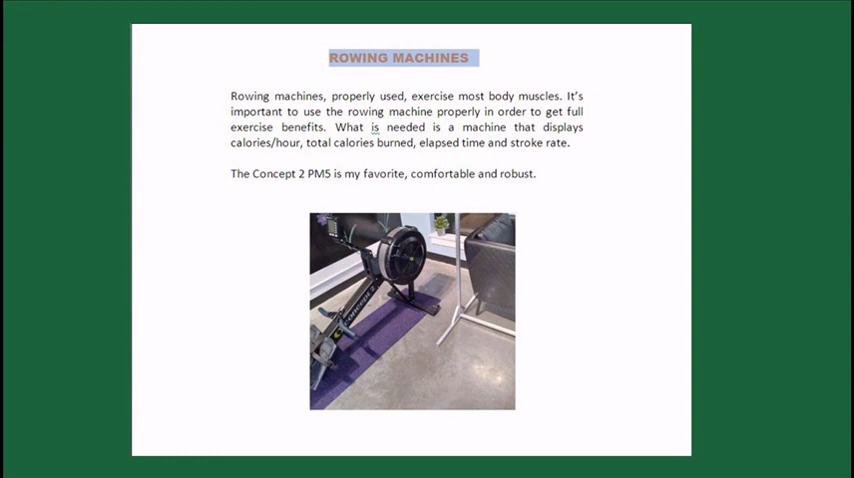 ROWING MACHINES
Rowing machines, properly used, exercise most body muscles. It's
important to use the rowing machine properly in order to get full
exercise benefits. What is needed is a machine that displays
calories/hour, total calories burned, elapsed time and stroke rate.
The Concept 2 PM5 is my favorite, comfortable and robust.
concept 2